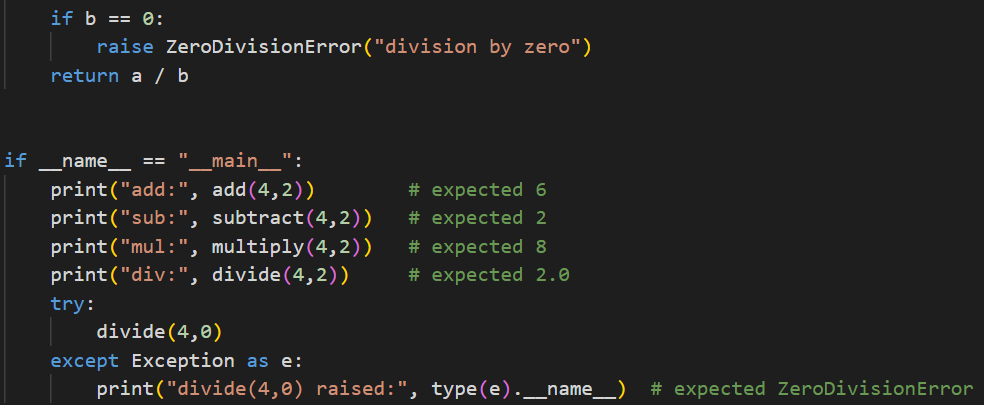 if b == 0:
        raise ZeroDivisionError("division by zero")
    return a / b
if __name__ == "__main__":
    print("add:", add(4,2))        # expected 6
    print("sub:", subtract(4,2))   # expected 2
    print("mul:", multiply(4,2))   # expected 8
    print("div:", divide(4,2))     # expected 2.0
    try:
        divide(4,0)
    except Exception as e:
        print("divide(4,0) raised:", type(e).__name__)  # expected ZeroDivisionError